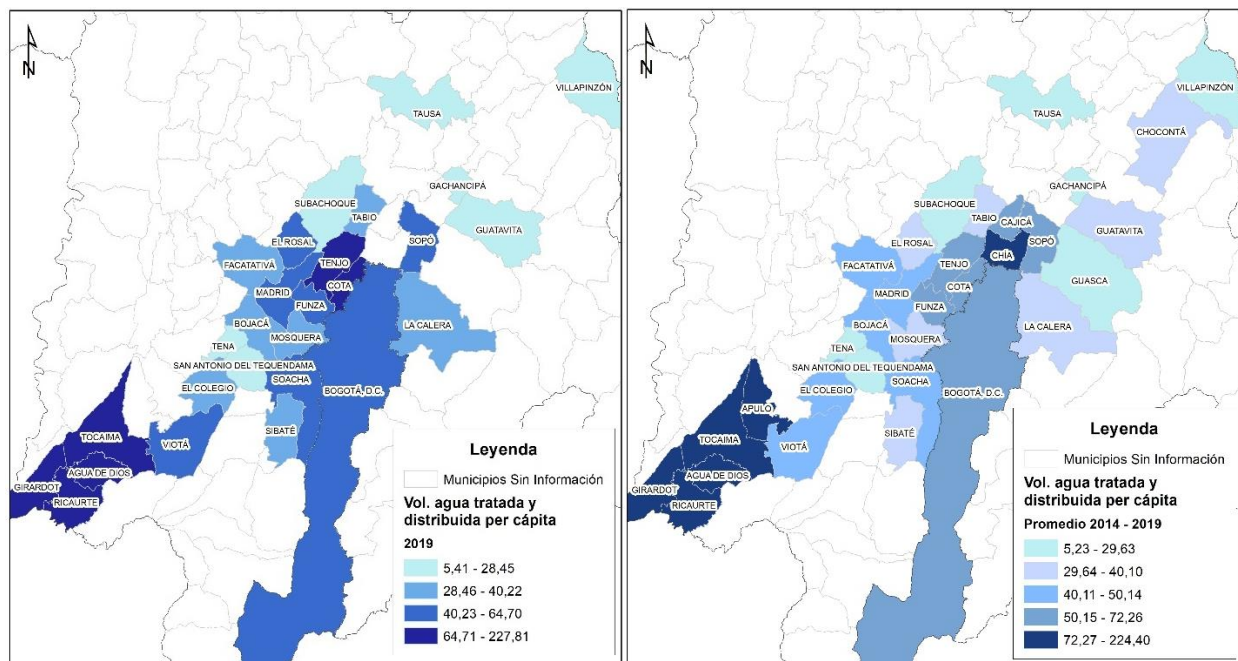 N
VILLAPINZÓN
TAUSA
GACHANCIPÁ
SUBACHOQUE
TABIO
GUATAVITA
EL ROSAL
SOPÓ
TENJO
FACATATIVÁ
COTA
MADRID
FUNZA
BOJACÁ
LA CALERA
MOSQUERA
TENA
SAN ANTONIO DEL TEQUENDAMA
SOACHA
EL COLEGIO
BOGOTÁ, D.C.
TOCAIMA
VIOTÁ
SIBATÉ
AGUA DE DIOS
GIRARDOT
RICAURTE
Leyenda
Municipios Sin Información
Vol. agua tratada y
distribuida per cápita
2019
5,41 - 28,45
28,46 - 40,22
40,23 - 64,70
64,71 - 227,81
N
VILLAPINZÓN
TAUSA
CHOCONTÁ
GACHANCIPÁ
SUBACHOQUE
TABIO
CAJICÁ
GUATAVITA
EL ROSAL
SOPÓ
CHÍA
TENJO
FACATATIVÁ
GUASCA
COTA
MADRID
FUNZA
BOJACÁ
LA CALERA
MOSQUERA
TENA
SAN ANTONIO DEL TEQUENDAMA
SOACHA
EL COLEGIO
BOGOTÁ, D.C.
APULO
TOCAIMA
VIOTÁ
SIBATÉ
AGUA DE DIOS
GIRARDOT
RICAURTE
Leyenda
Municipios Sin Información
Vol. agua tratada y
distribuida per cápita
Promedio 2014 - 2019
5,23 - 29,63
29,64 - 40,10
40,11 - 50,14
50,15 - 72,26
72,27 - 224,40